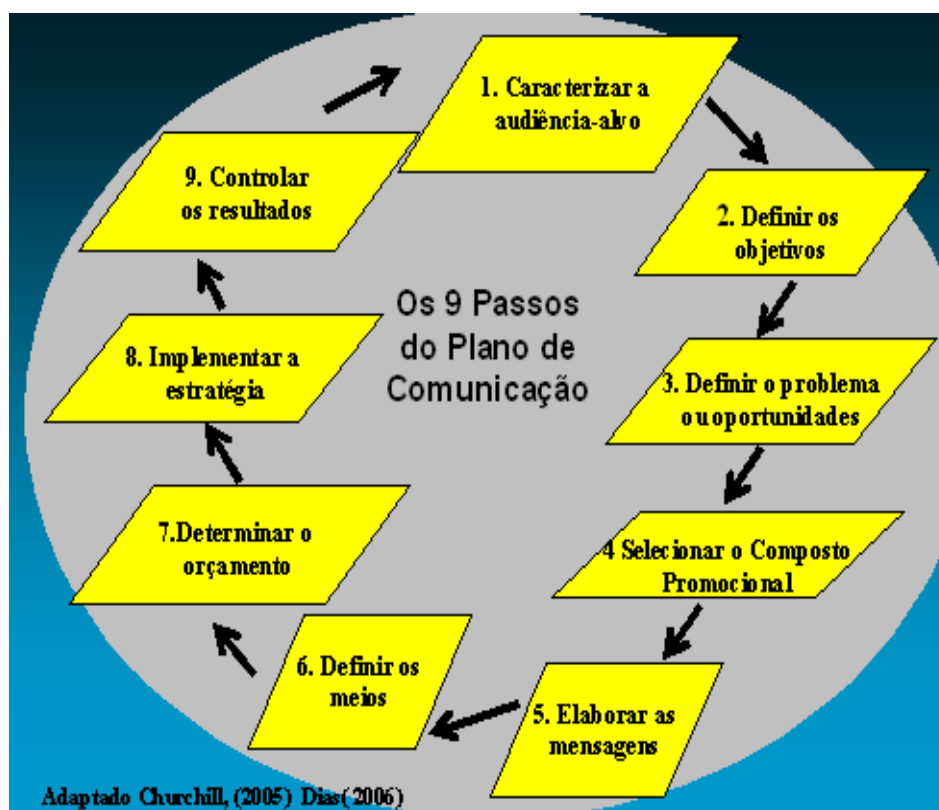 1. Caracterizar a
audiência-alvo
2. Definir os
objetivos
3. Definir o problema
ou oportunidades
4 Selecionar o Composto
Promocional
5. Elaborar as
mensagens
6. Definir os
meios
7.Determinar o
orçamento
8. Implementar a
estratégia
9. Controlar
os resultados
Os 9 Passos
do Plano de
Comunicação
Adaptado Churchill, (2005) Dias( 2006)